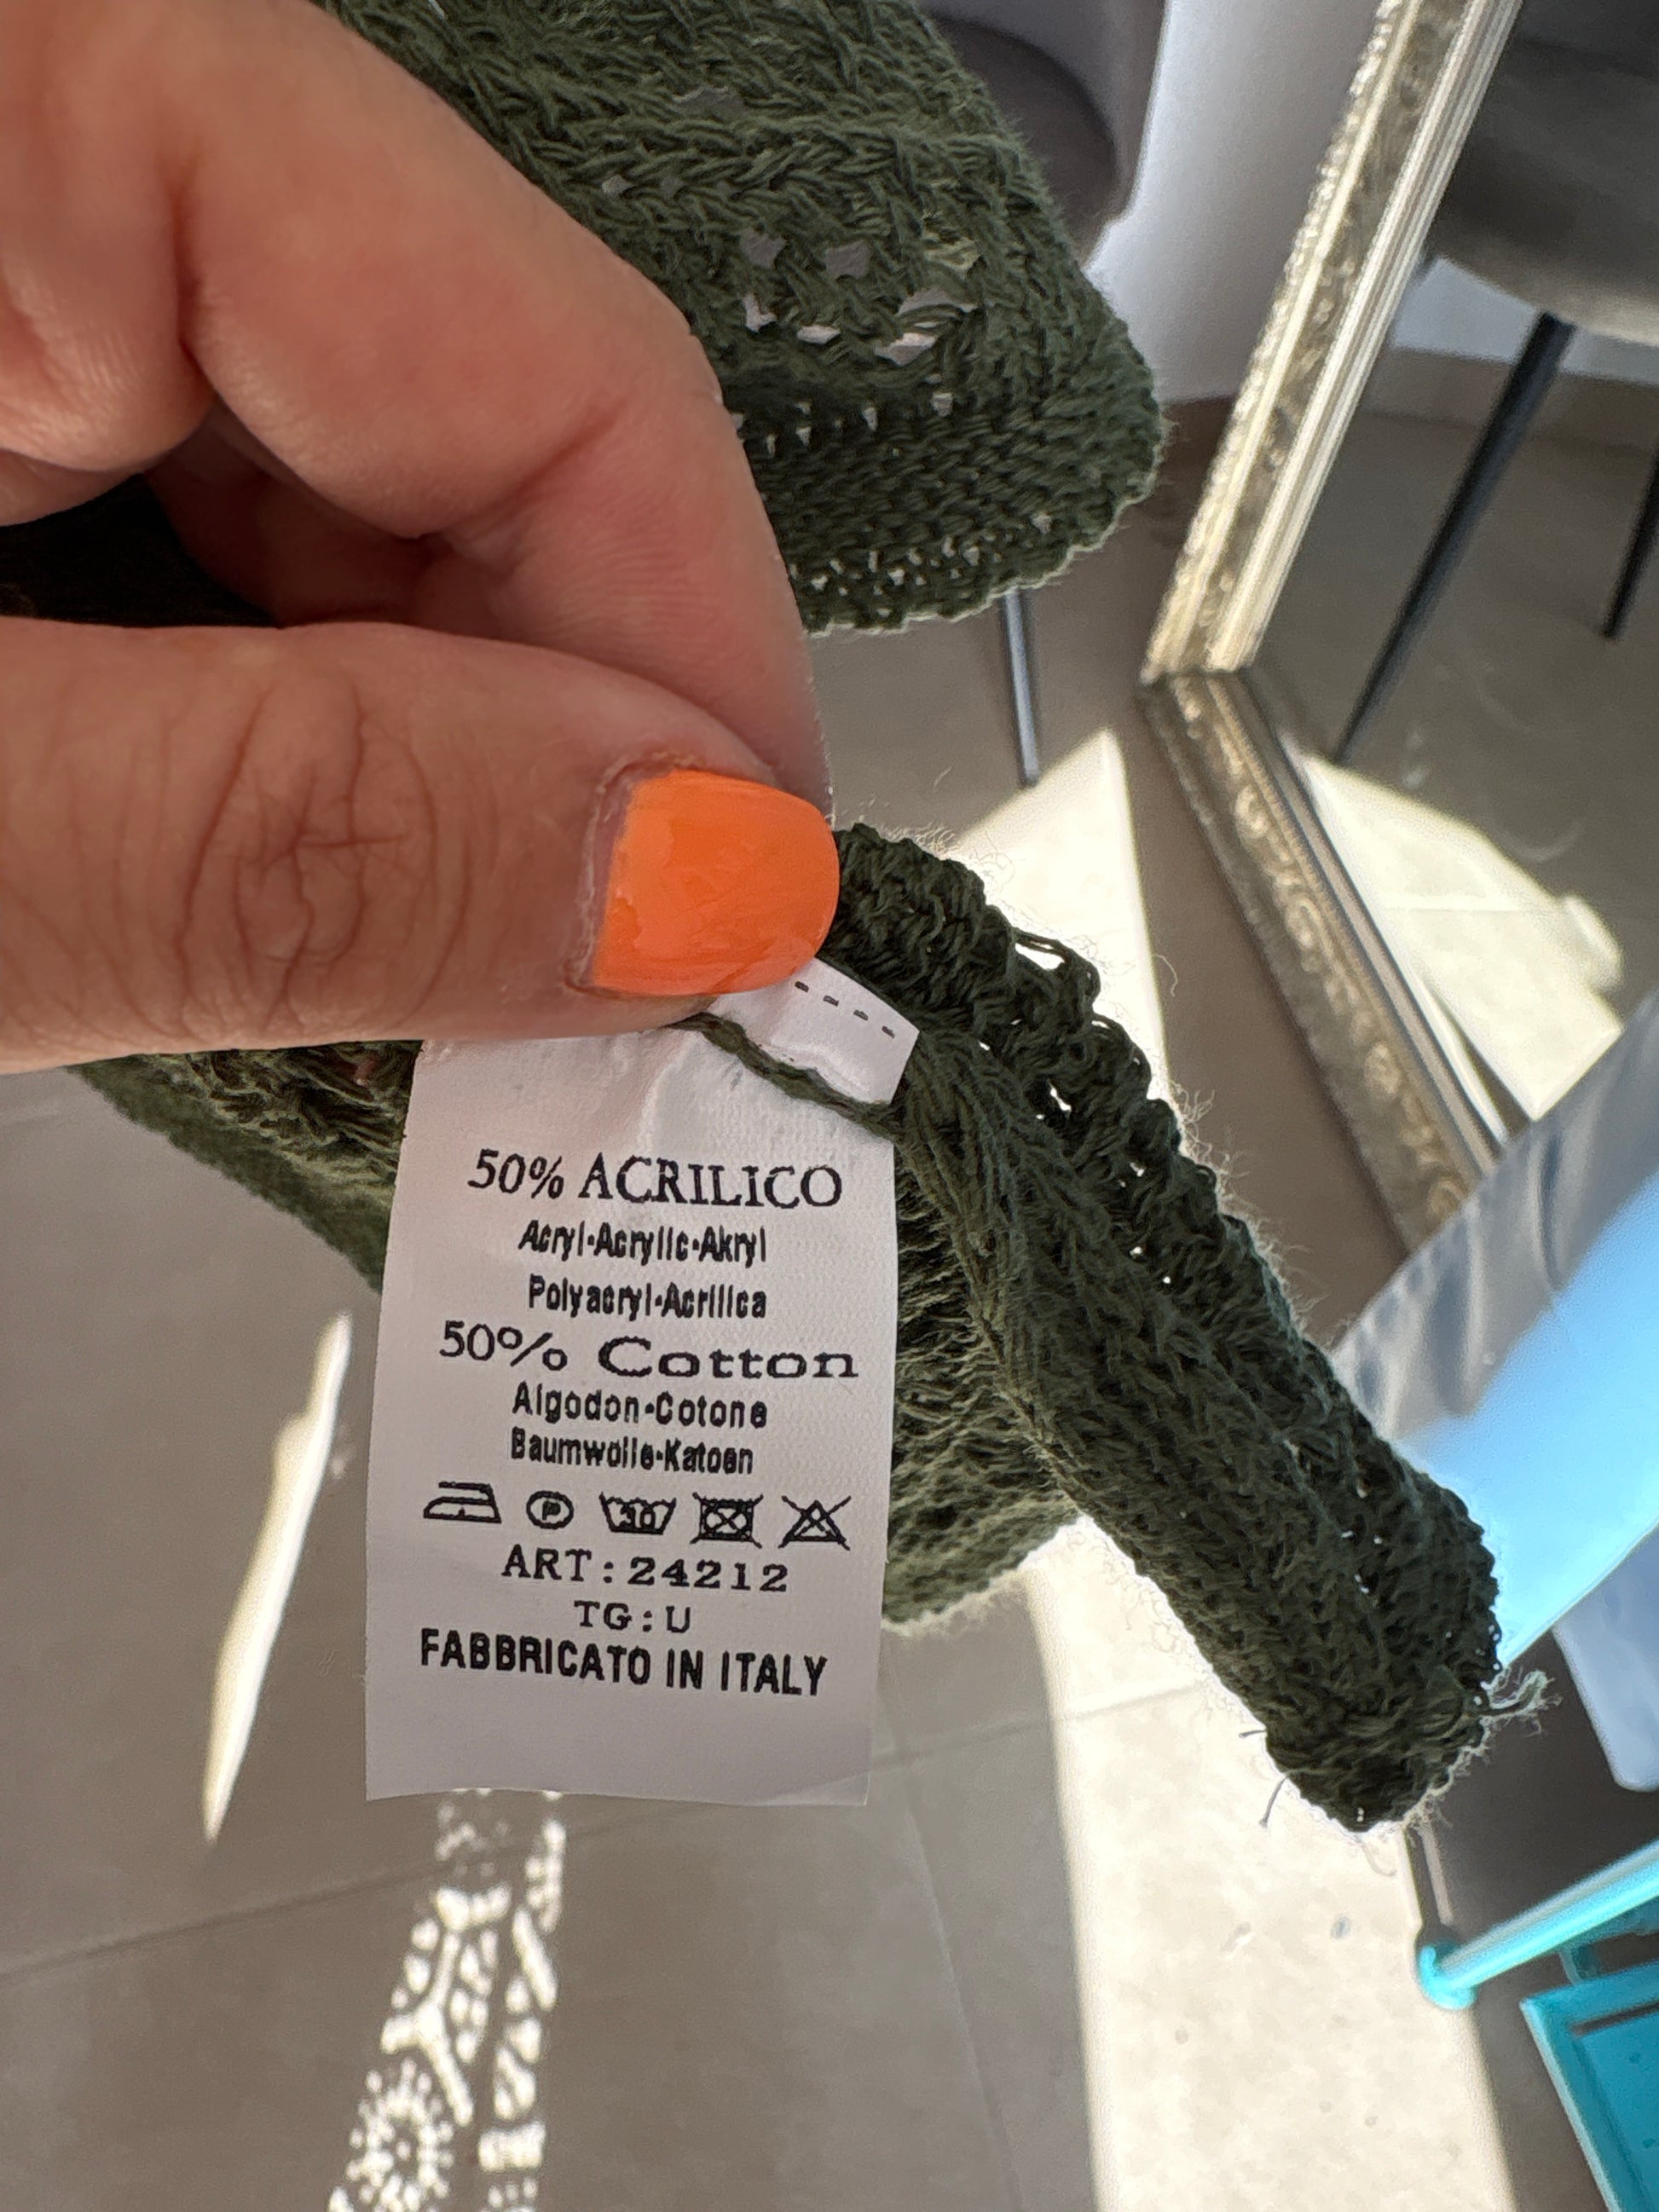 50% ACRILICO
Acryl-Acrylic-Akryl
Polyacryl-Acrilica
50% Cotton
Algodon-Cotone
Baumwolle-Katoen
P 30
ART:24212
TG:U
FABBRICATO IN ITALY